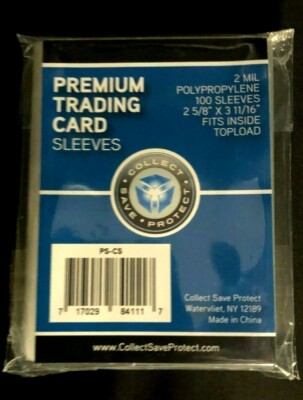 PREMIUM
TRADING
CARD
SLEEVES
2 MIL
POLYPROPYLENE
100 SLEEVES
2 5/8" X 3 11/16"
FITS INSIDE
TOPLOAD
COLLECT
SAVE PROTECT
PS-CS
7 17029 84111 7
Collect Save Protect
Watervliet, NY 12189
Made in China
www.CollectSaveProtect.com